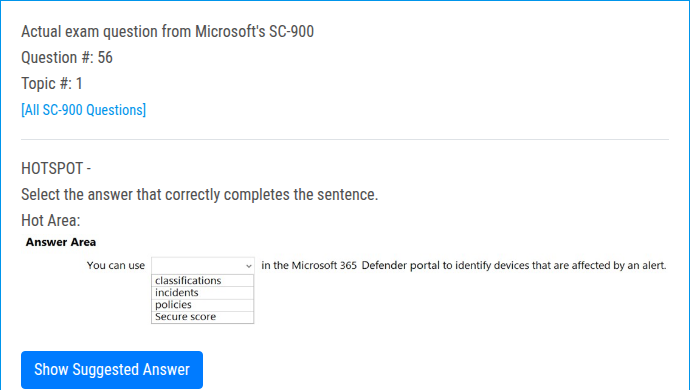 Actual exam question from Microsoft's SC-900
Question #: 56
Topic #: 1
[All SC-900 Questions]
HOTSPOT -
Select the answer that correctly completes the sentence.
Hot Area:
Answer Area
You can use in the Microsoft 365 Defender portal to identify devices that are affected by an alert.
classifications
incidents
policies
Secure score
Show Suggested Answer